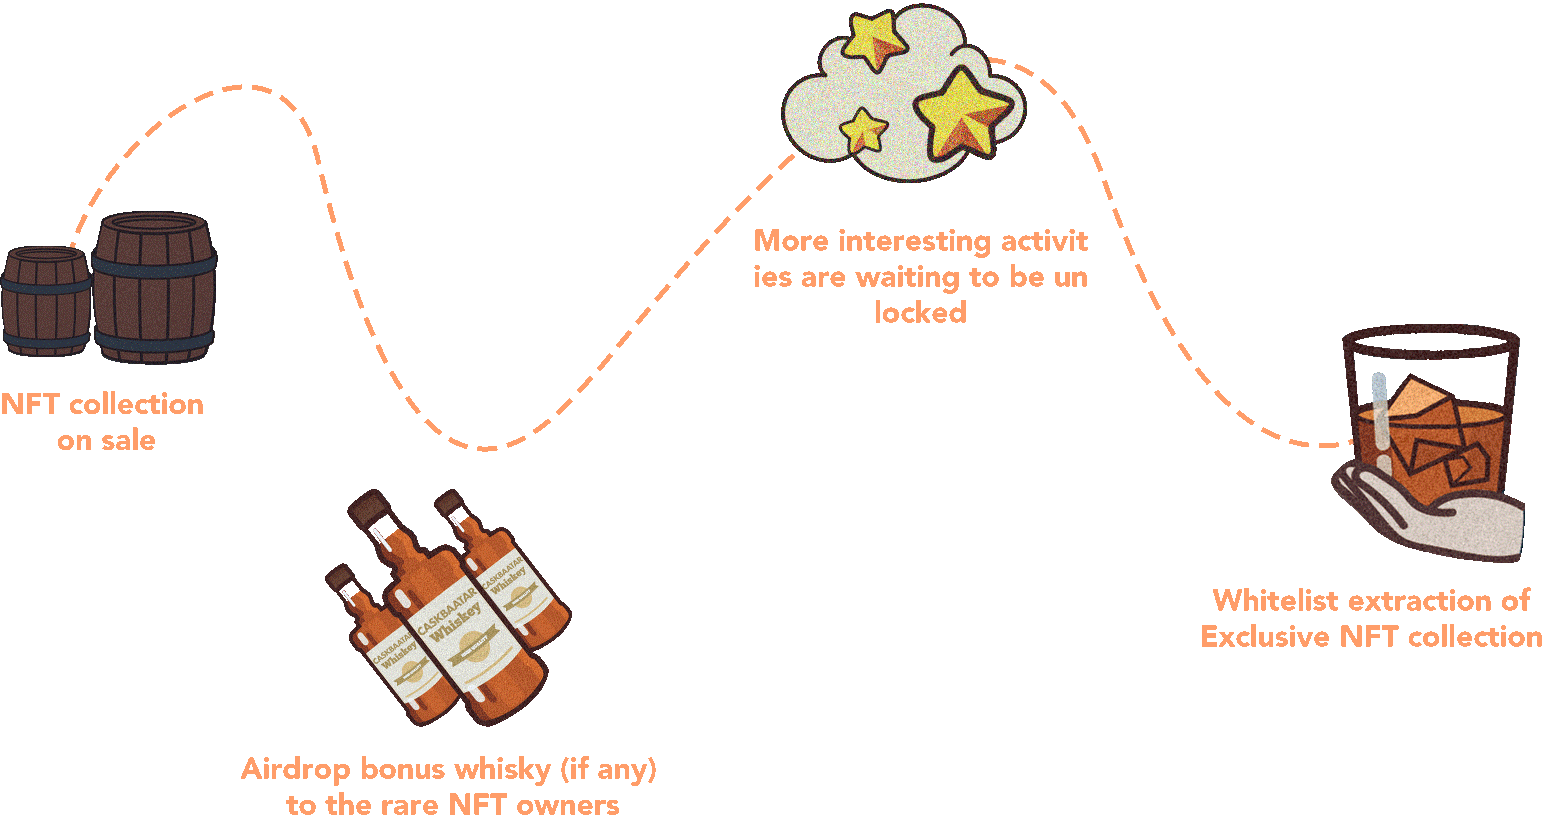 More interesting activit
ies are waiting to be un
locked
NFT collection
on sale
CASKBAATAR
Whiskey
CASKBAATAR
Whiskey
CASKBAATAR
Whiskey
Whitelist extraction of
Exclusive NFT collection
Airdrop bonus whisky (if any)
to the rare NFT owners